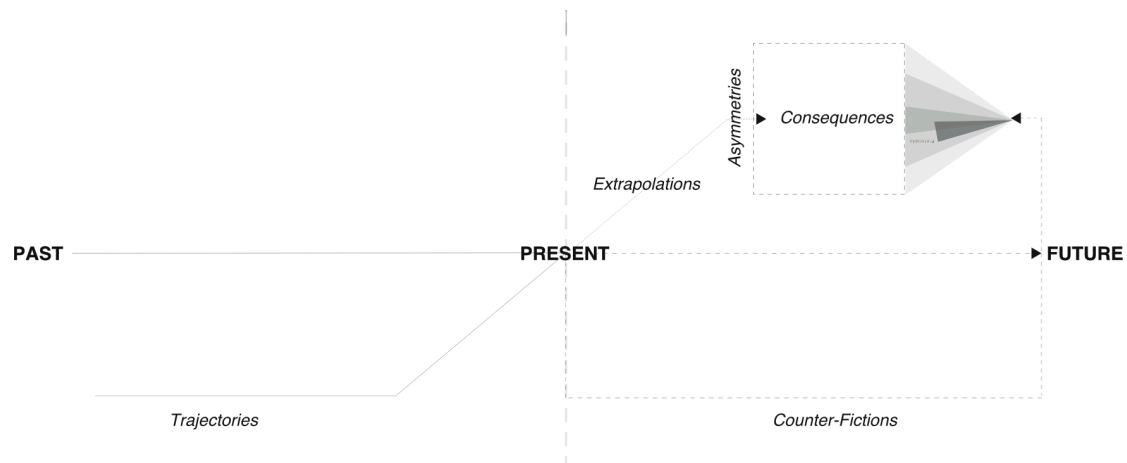 Asymmetries
Consequences
Extrapolations
PAST
PRESENT
FUTURE
Trajectories
Counter-Fictions